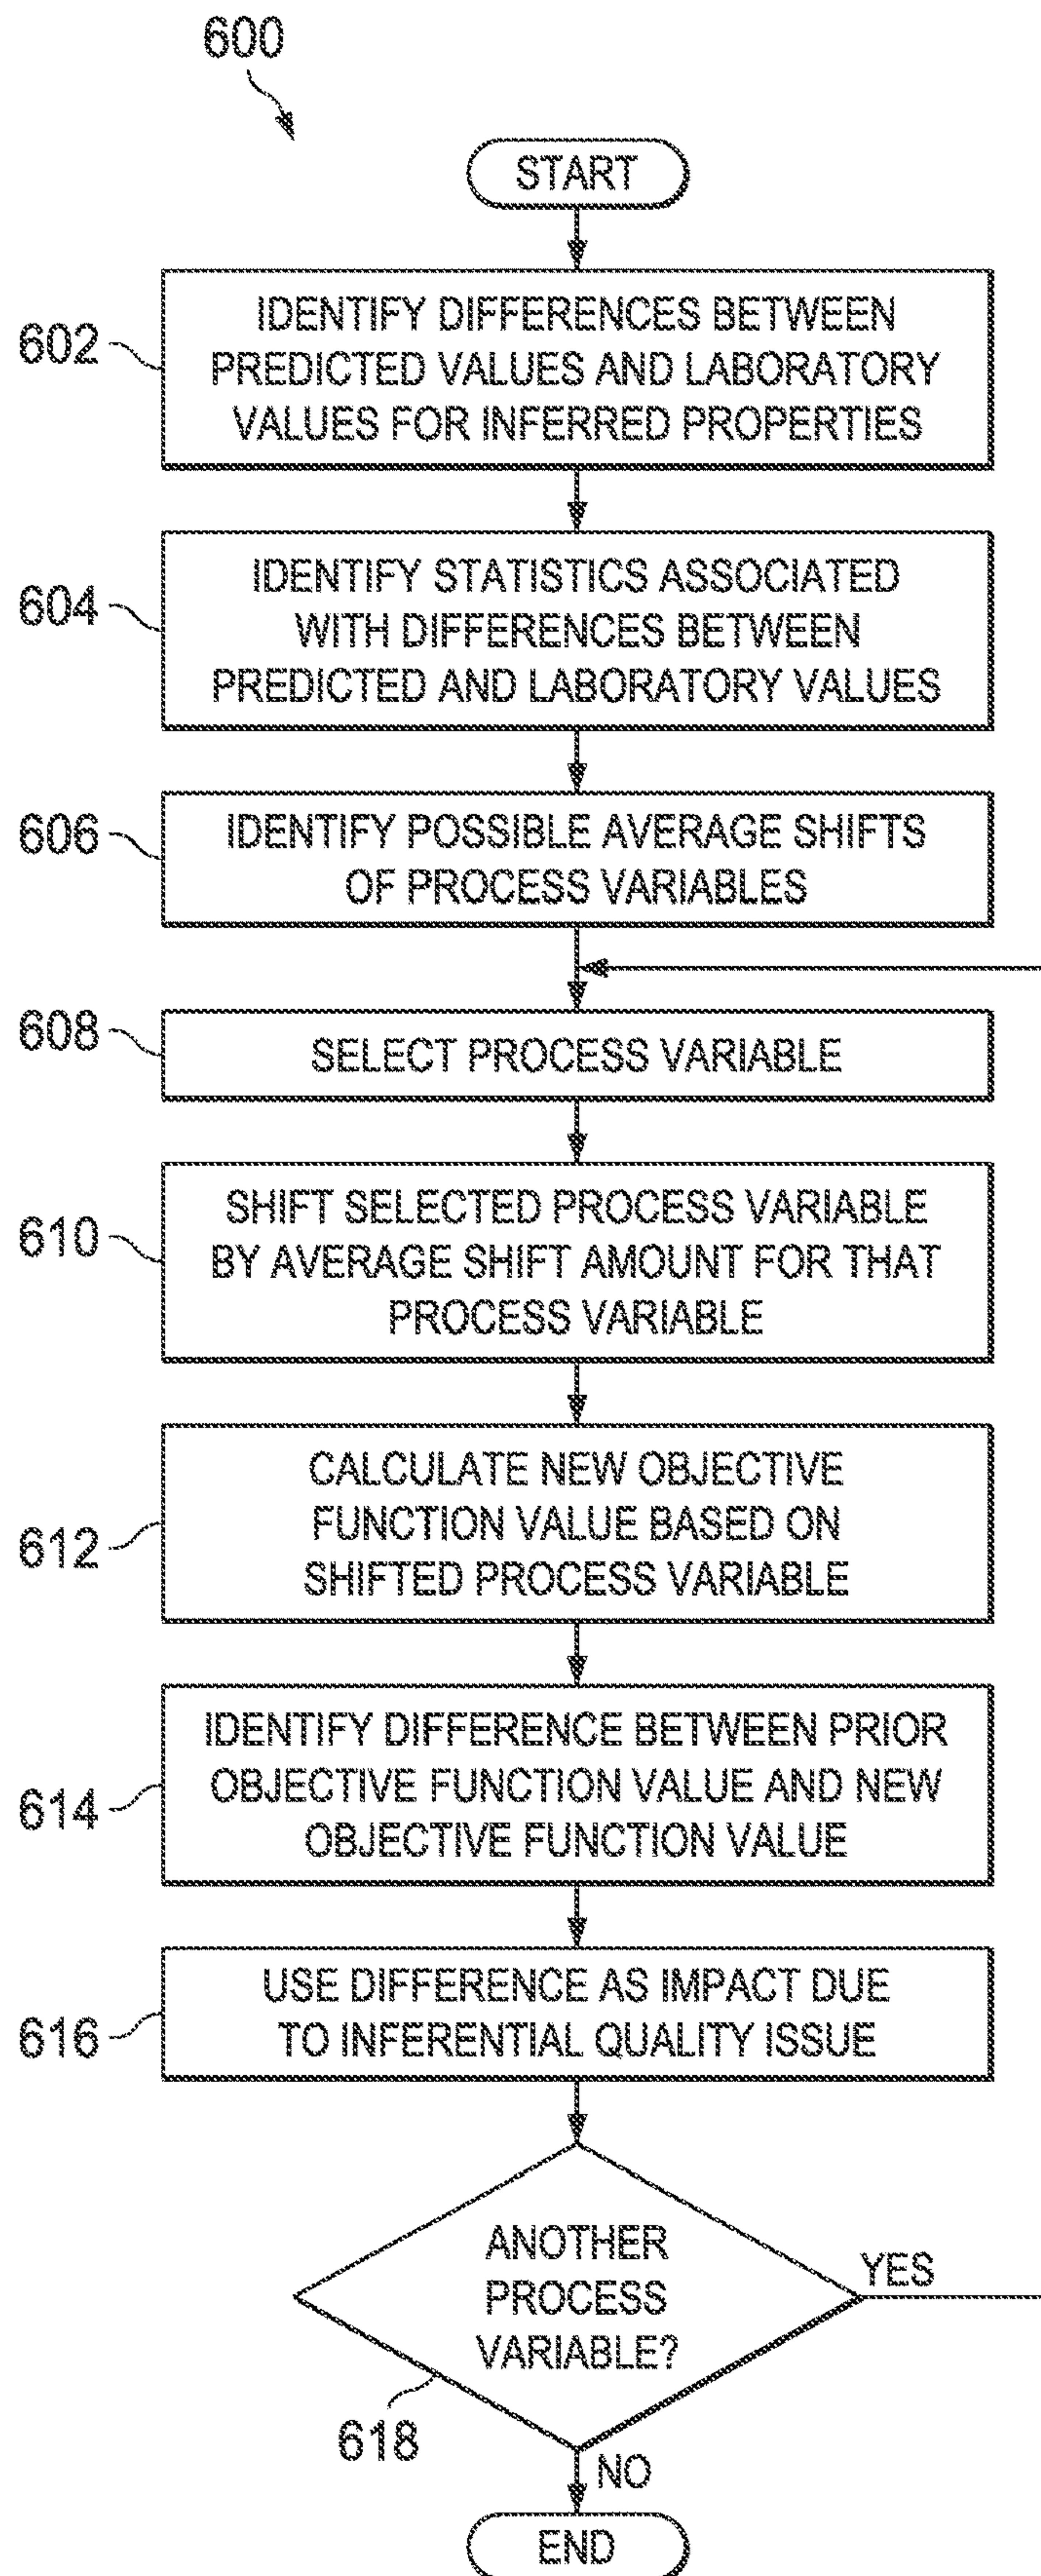 600
START
602
IDENTIFY DIFFERENCES BETWEEN
PREDICTED VALUES AND LABORATORY
VALUES FOR INFERRED PROPERTIES
604
IDENTIFY STATISTICS ASSOCIATED
WITH DIFFERENCES BETWEEN
PREDICTED AND LABORATORY VALUES
606
IDENTIFY POSSIBLE AVERAGE SHIFTS
OF PROCESS VARIABLES
608
SELECT PROCESS VARIABLE
610
SHIFT SELECTED PROCESS VARIABLE
BY AVERAGE SHIFT AMOUNT FOR THAT
PROCESS VARIABLE
612
CALCULATE NEW OBJECTIVE
FUNCTION VALUE BASED ON
SHIFTED PROCESS VARIABLE
614
IDENTIFY DIFFERENCE BETWEEN PRIOR
OBJECTIVE FUNCTION VALUE AND NEW
OBJECTIVE FUNCTION VALUE
616
USE DIFFERENCE AS IMPACT DUE
TO INFERENTIAL QUALITY ISSUE
ANOTHER
PROCESS
VARIABLE?
YES
618
NO
END